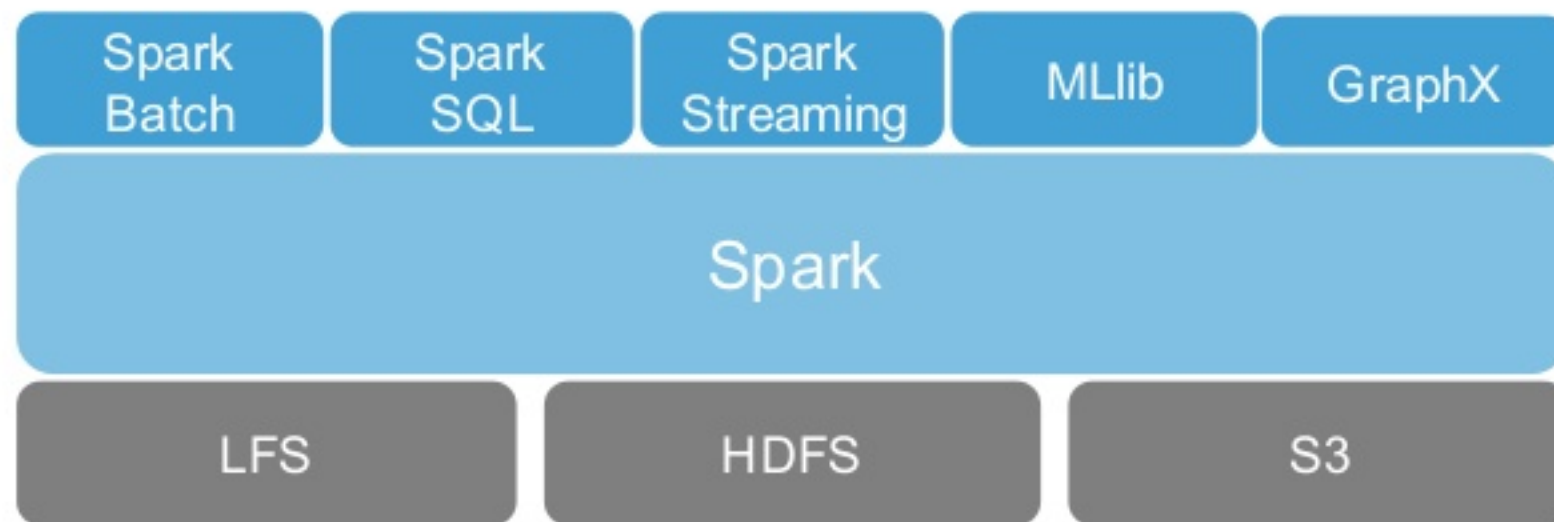 Spark
Batch
Spark
SQL
Spark
Streaming
MLlib
GraphX
Spark
LFS
HDFS
S3